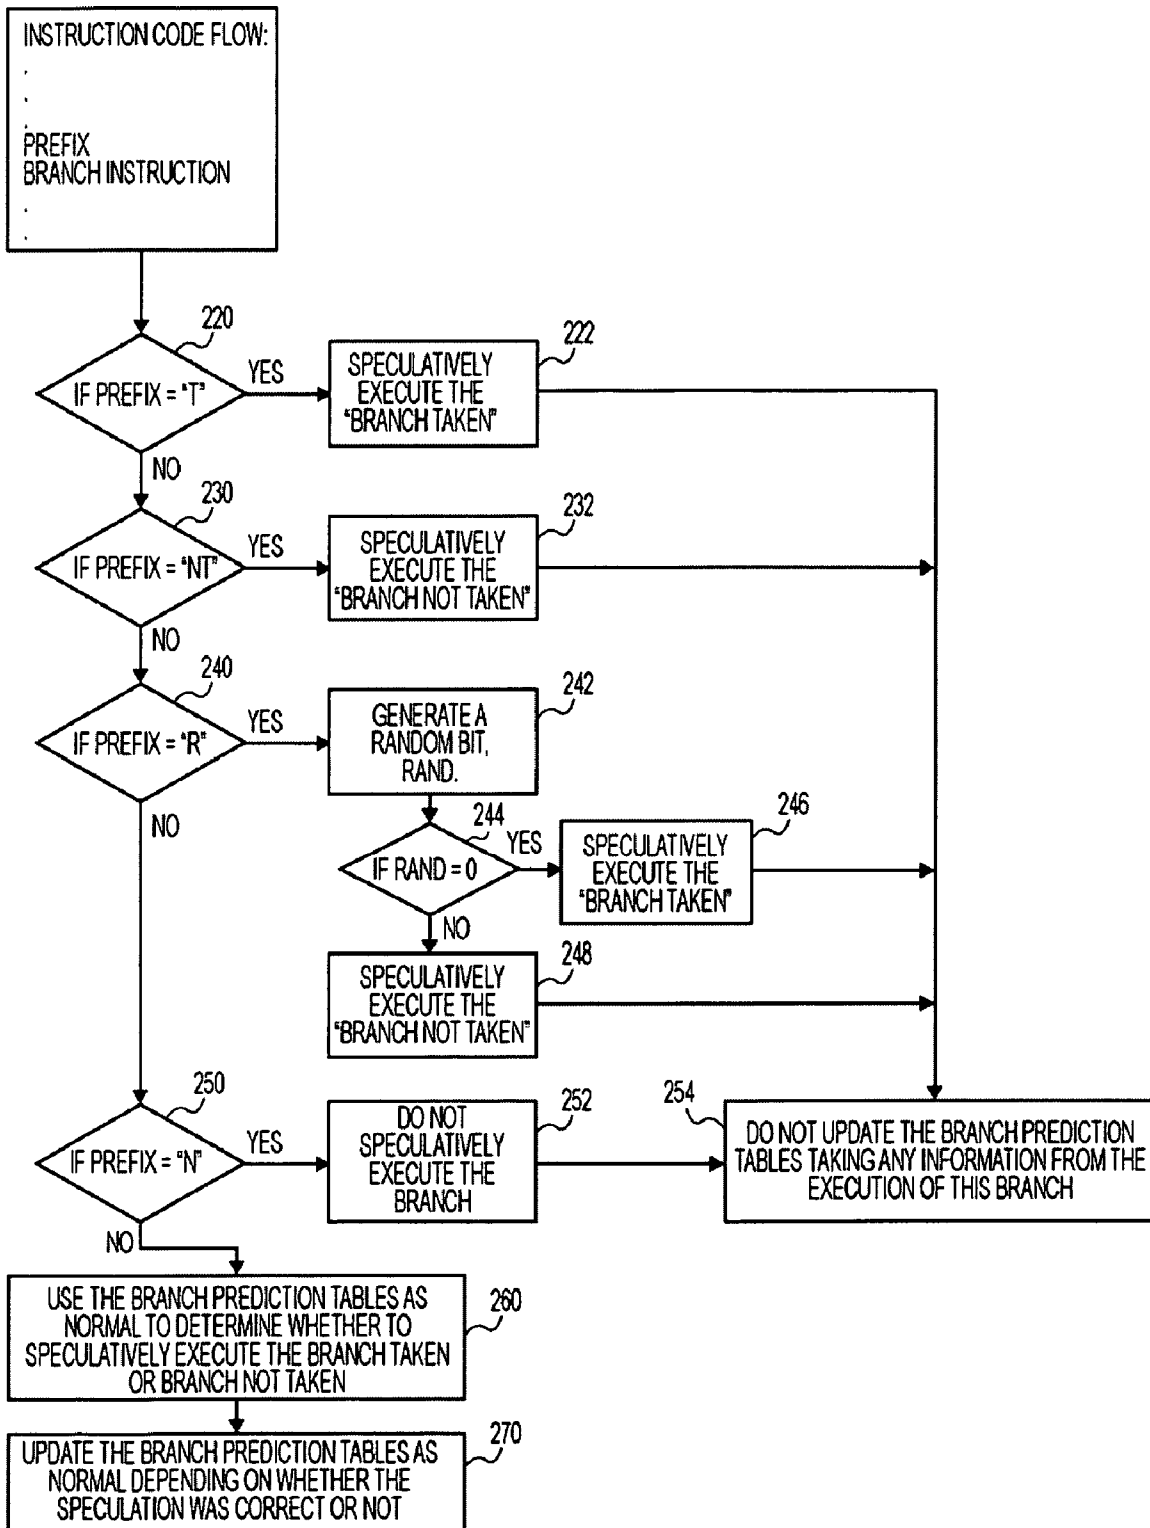 INSTRUCTION CODE FLOW:
.
.
.
PREFIX
BRANCH INSTRUCTION
.
.
220
IF PREFIX = "T"
YES
222
SPECULATIVELY
EXECUTE THE
"BRANCH TAKEN"
NO
230
IF PREFIX = "NT"
YES
232
SPECULATIVELY
EXECUTE THE
"BRANCH NOT TAKEN"
NO
240
IF PREFIX = "R"
YES
242
GENERATE A
RANDOM BIT,
RAND.
NO
244
IF RAND = 0
YES
246
SPECULATIVELY
EXECUTE THE
"BRANCH TAKEN"
NO
248
SPECULATIVELY
EXECUTE THE
"BRANCH NOT TAKEN"
250
IF PREFIX = "N"
YES
252
DO NOT
SPECULATIVELY
EXECUTE THE
BRANCH
254
DO NOT UPDATE THE BRANCH PREDICTION
TABLES TAKING ANY INFORMATION FROM THE
EXECUTION OF THIS BRANCH
NO
USE THE BRANCH PREDICTION TABLES AS
NORMAL TO DETERMINE WHETHER TO
SPECULATIVELY EXECUTE THE BRANCH TAKEN
OR BRANCH NOT TAKEN
260
UPDATE THE BRANCH PREDICTION TABLES AS
NORMAL DEPENDING ON WHETHER THE
SPECULATION WAS CORRECT OR NOT
270